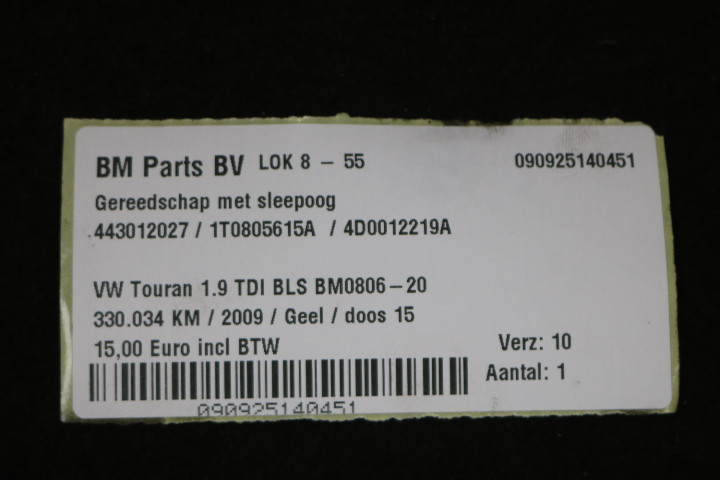 BM Parts BV LOK 8 - 55 090925140451
Gereedschap met sleepoog
443012027 / 1T0805615A / 4D0012219A
VW Touran 1.9 TDI BLS BM0806-20
330.034 KM / 2009 / Geel / doos 15
15,00 Euro incl BTW Verz: 10
Aantal: 1
090925140451